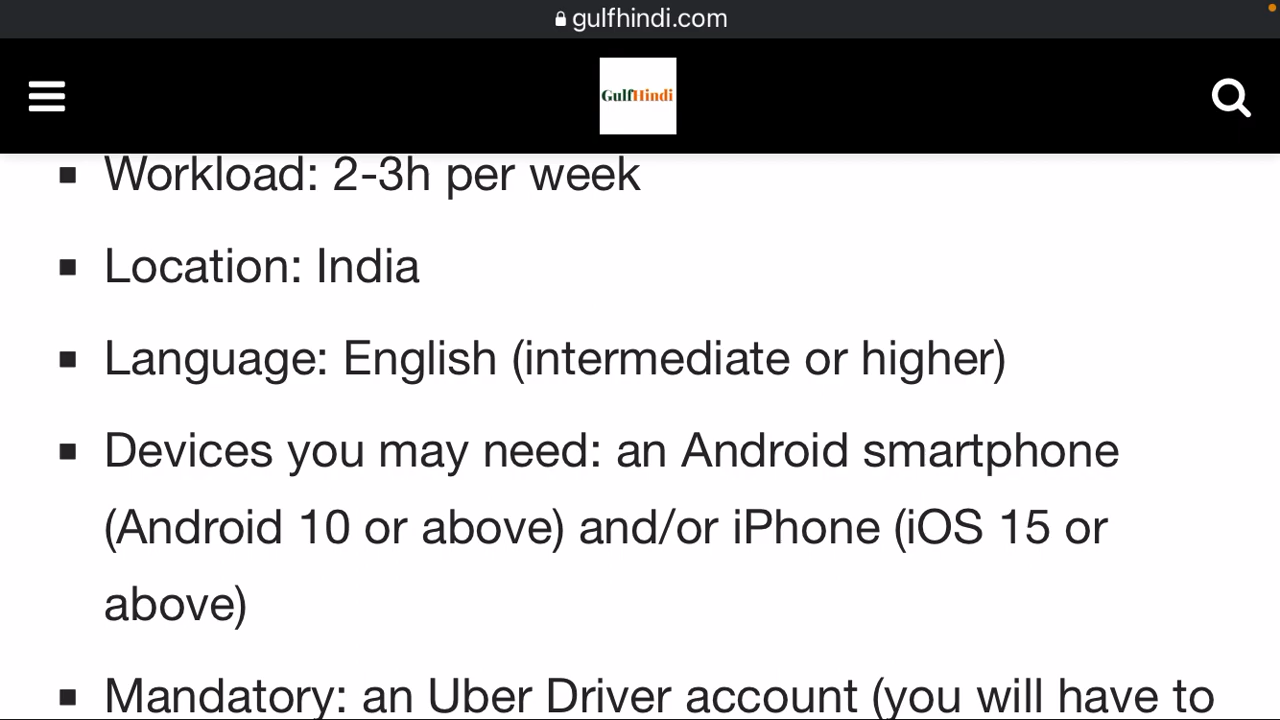 gulfhindi.com
GulfHindi
Workload: 2-3h per week
Location: India
Language: English (intermediate or higher)
Devices you may need: an Android smartphone
(Android 10 or above) and/or iPhone (iOS 15 or
above)
Mandatory: an Uber Driver account (you will have to